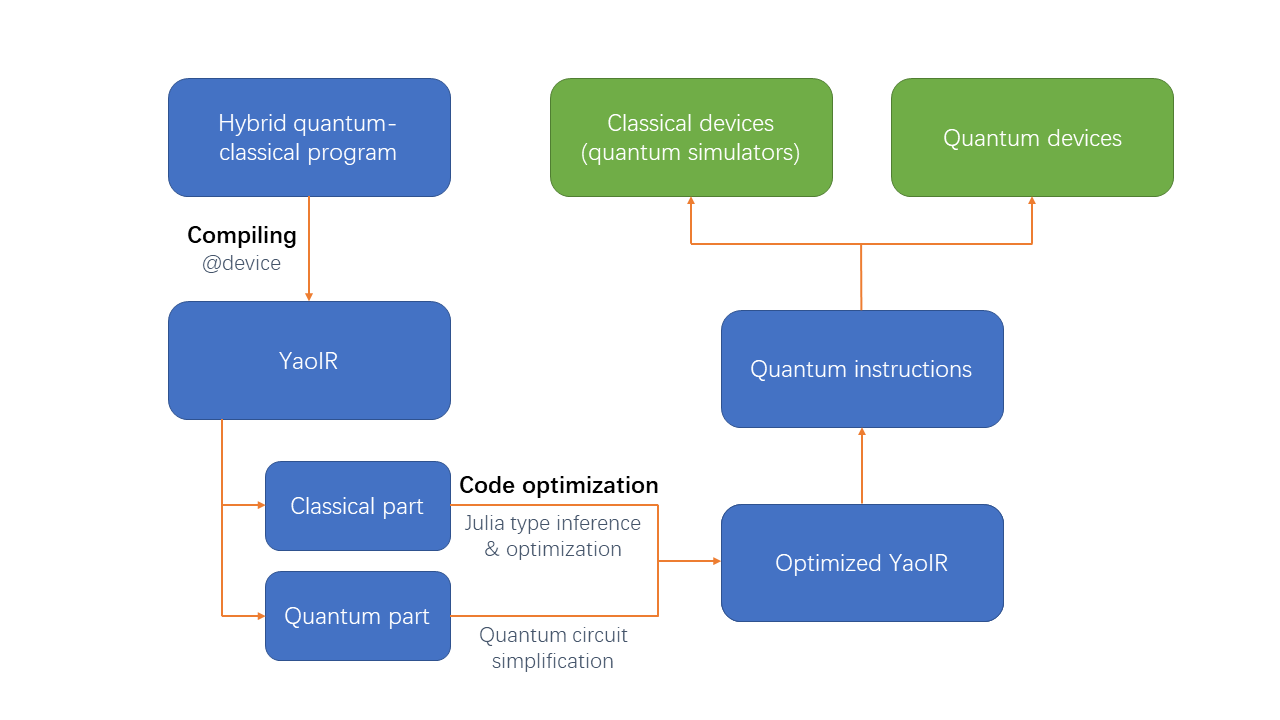 Hybrid quantum-
classical program
Compiling
@device
YaoIR
Classical part
Quantum part
Code optimization
Julia type inference
& optimization
Quantum circuit
simplification
Optimized YaoIR
Quantum instructions
Classical devices
(quantum simulators)
Quantum devices